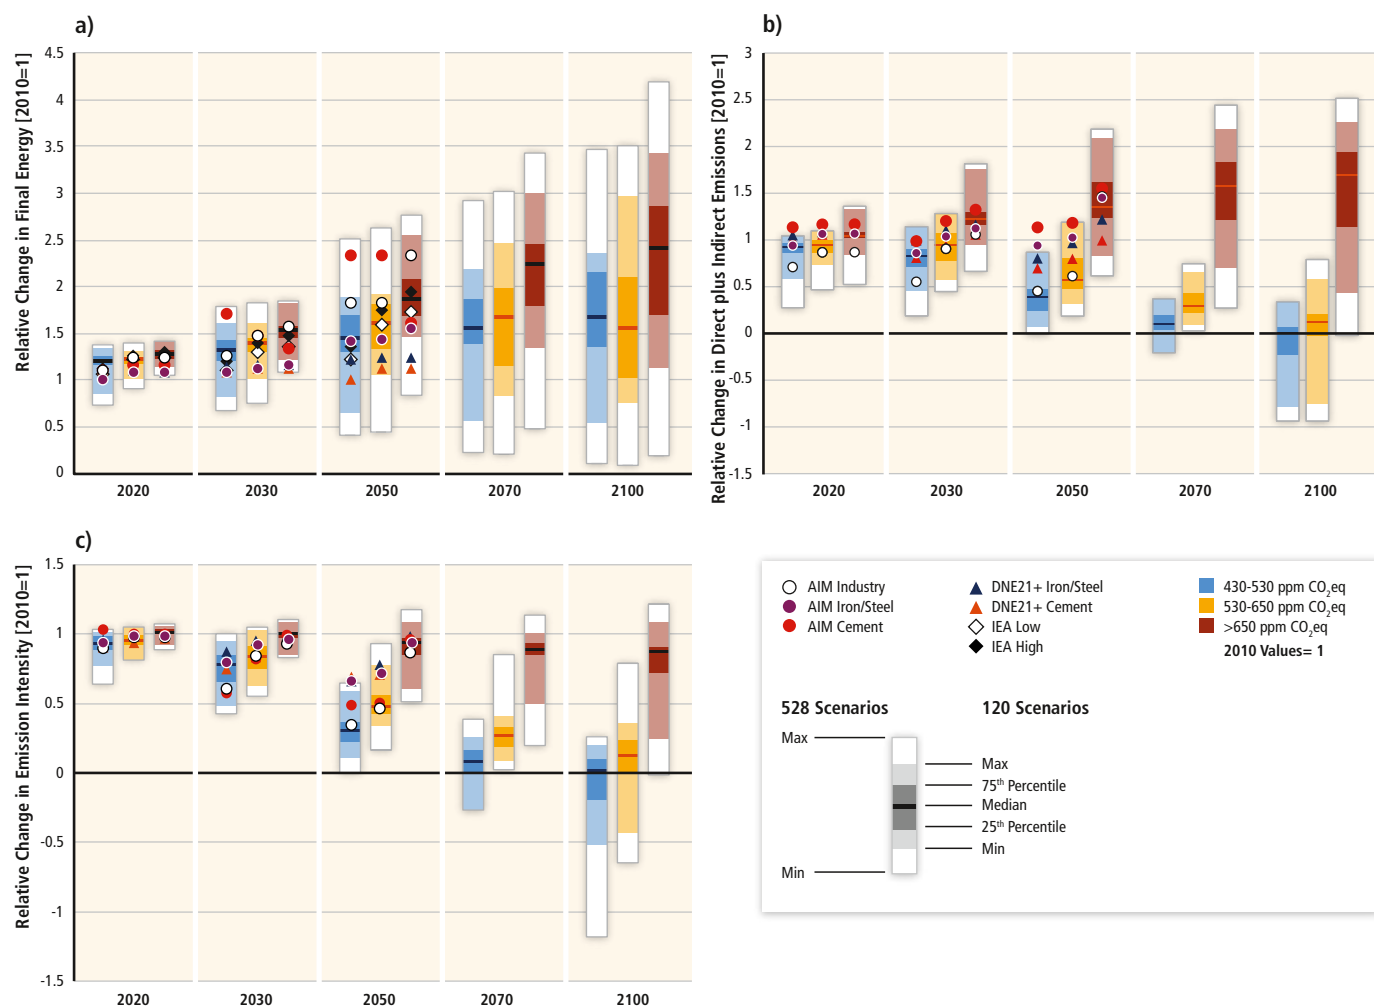 a)
Relative Change in Final Energy [2010=1]
4.5
4
3.5
3
2.5
2
1.5
1
0.5
0
2020
2030
2050
2070
2100
b)
Relative Change in Direct plus Indirect Emissions [2010=1]
3
2.5
2
1.5
1
0.5
0
-0.5
-1
-1.5
2020
2030
2050
2070
2100
c)
Relative Change in Emission Intensity [2010=1]
1.5
1
0.5
0
-0.5
-1
-1.5
2020
2030
2050
2070
2100
AIM Industry
AIM Iron/Steel
AIM Cement
DNE21+ Iron/Steel
DNE21+ Cement
IEA Low
IEA High
430-530 ppm CO₂eq
530-650 ppm CO₂eq
>650 ppm CO₂eq
2010 Values= 1
528 Scenarios
120 Scenarios
Max
Min
Max
75th Percentile
Median
25th Percentile
Min